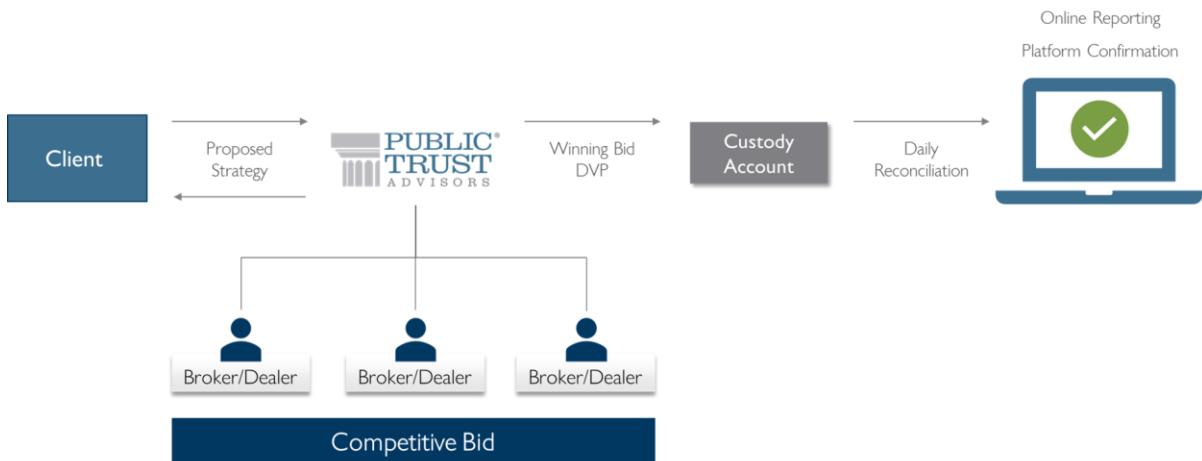 Online Reporting
Platform Confirmation
Client
Proposed
Strategy
PUBLIC®
TRUST
ADVISORS
Winning Bid
DVP
Custody
Account
Daily
Reconciliation
Broker/Dealer
Broker/Dealer
Broker/Dealer
Competitive Bid